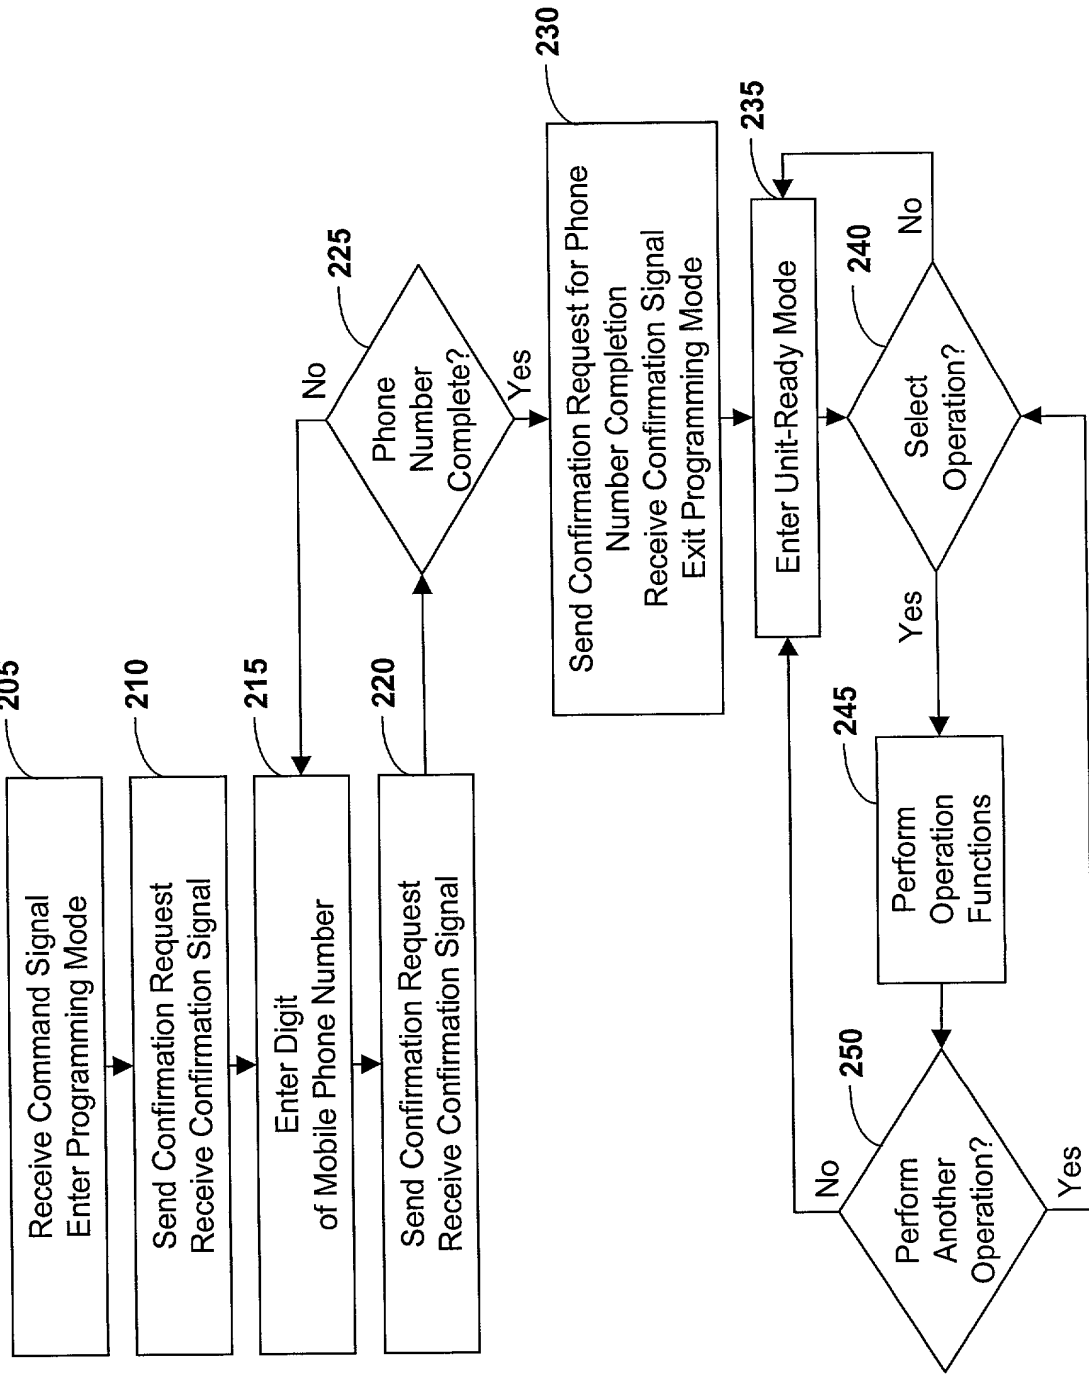 205
Receive Command Signal
Enter Programming Mode
210
Send Confirmation Request
Receive Confirmation Signal
215
Enter Digit
of Mobile Phone Number
220
Send Confirmation Request
Receive Confirmation Signal
225
Phone
Number
Complete?
No
Yes
230
Send Confirmation Request for Phone
Number Completion
Receive Confirmation Signal
Exit Programming Mode
235
Enter Unit-Ready Mode
240
Select
Operation?
No
Yes
245
Perform
Operation
Functions
250
Perform
Another
Operation?
No
Yes